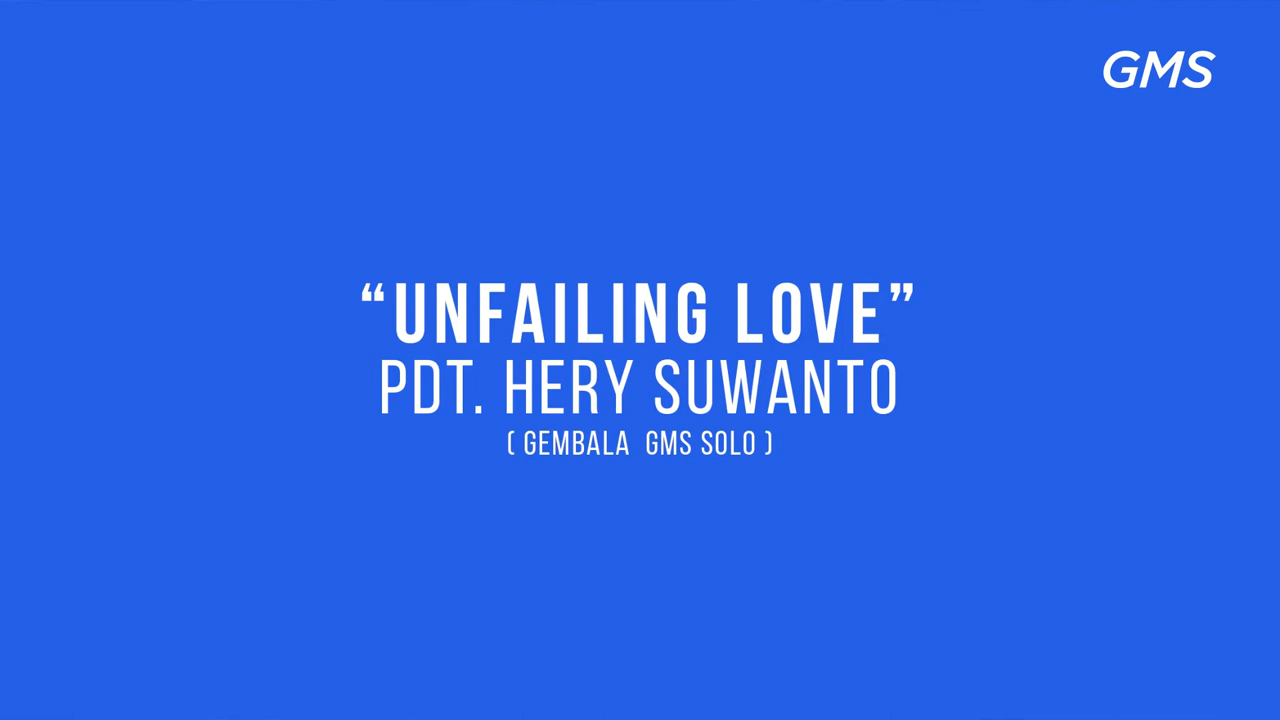 GMS
“UNFAILING LOVE”
PDT. HERY SUWANTO
( GEMBALA  GMS SOLO )